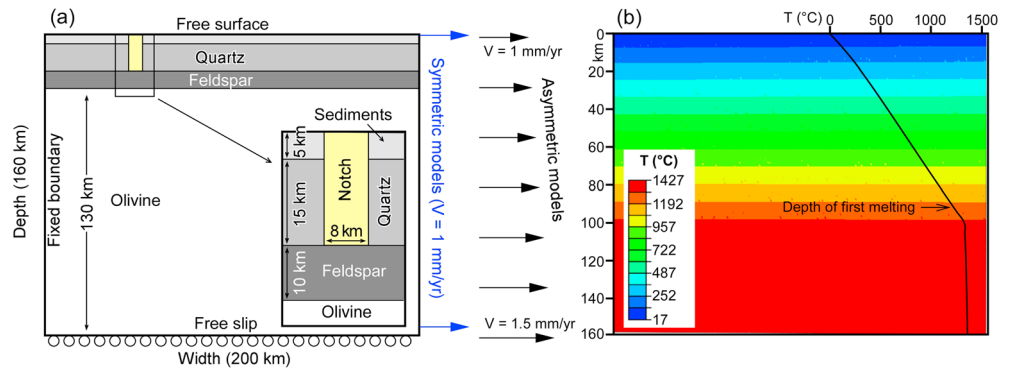 (a)
Free surface
Quartz
Feldspar
Depth (160 km)
Fixed boundary
130 km
Olivine
Sediments
5 km
15 km
10 km
Notch
8 km
Quartz
Feldspar
Olivine
Free slip
Width (200 km)
Symmetric models (V = 1 mm/yr)
V = 1 mm/yr
Asymmetric models
V = 1.5 mm/yr
(b)
T (°C) 0 500 1000 1500
km
0
20
40
60
80
100
120
140
160
T (°C)
1427
1192
957
722
487
252
17
Depth of first melting